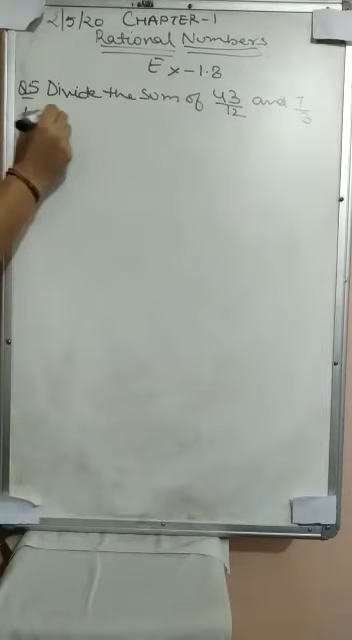 2/5/20 CHAPTER-1
Rational Numbers
Ex-1.8
Q5 Divide the sum of 43/12 and 7/3